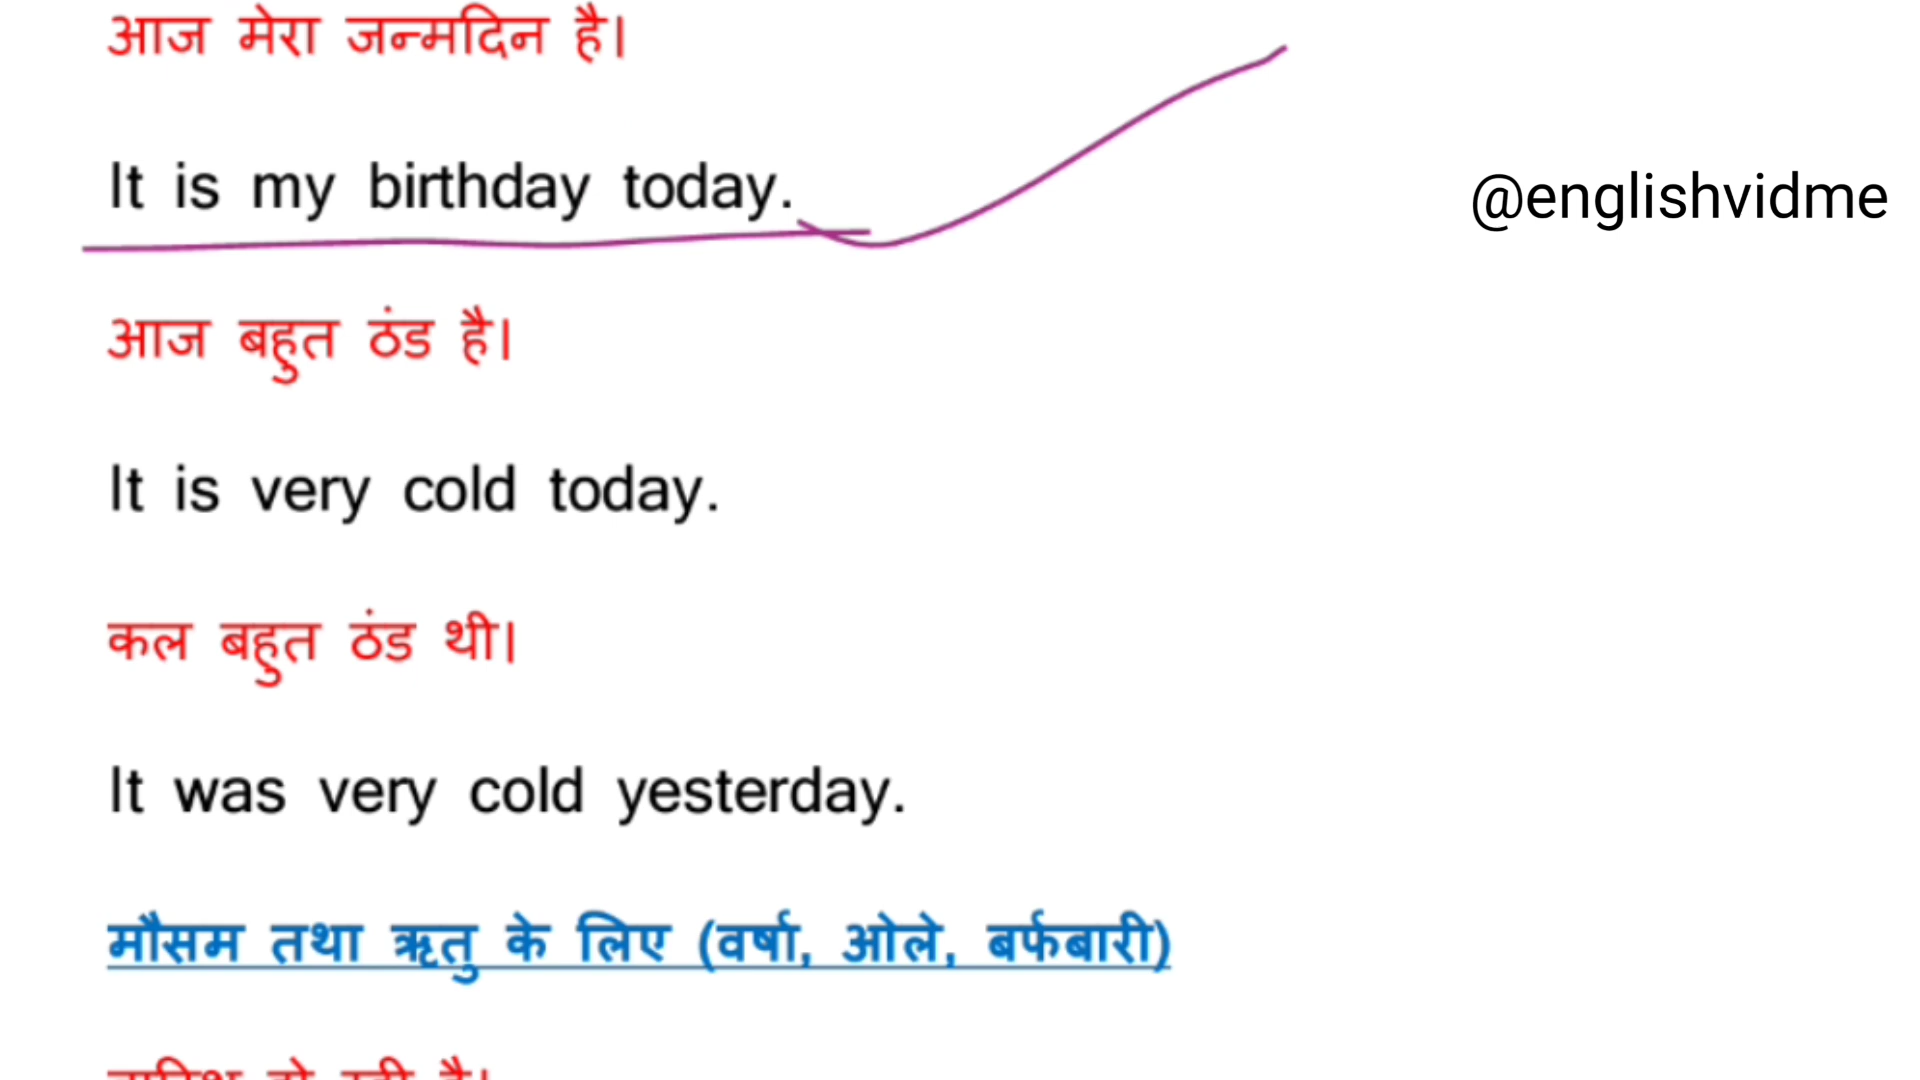 आज मेरा जन्मदिन है।
It is my birthday today.
@englishvidme
आज बहुत ठंड है।
It is very cold today.
कल बहुत ठंड थी।
It was very cold yesterday.
मौसम तथा ऋतु के लिए (वर्षा, ओले, बर्फबारी)